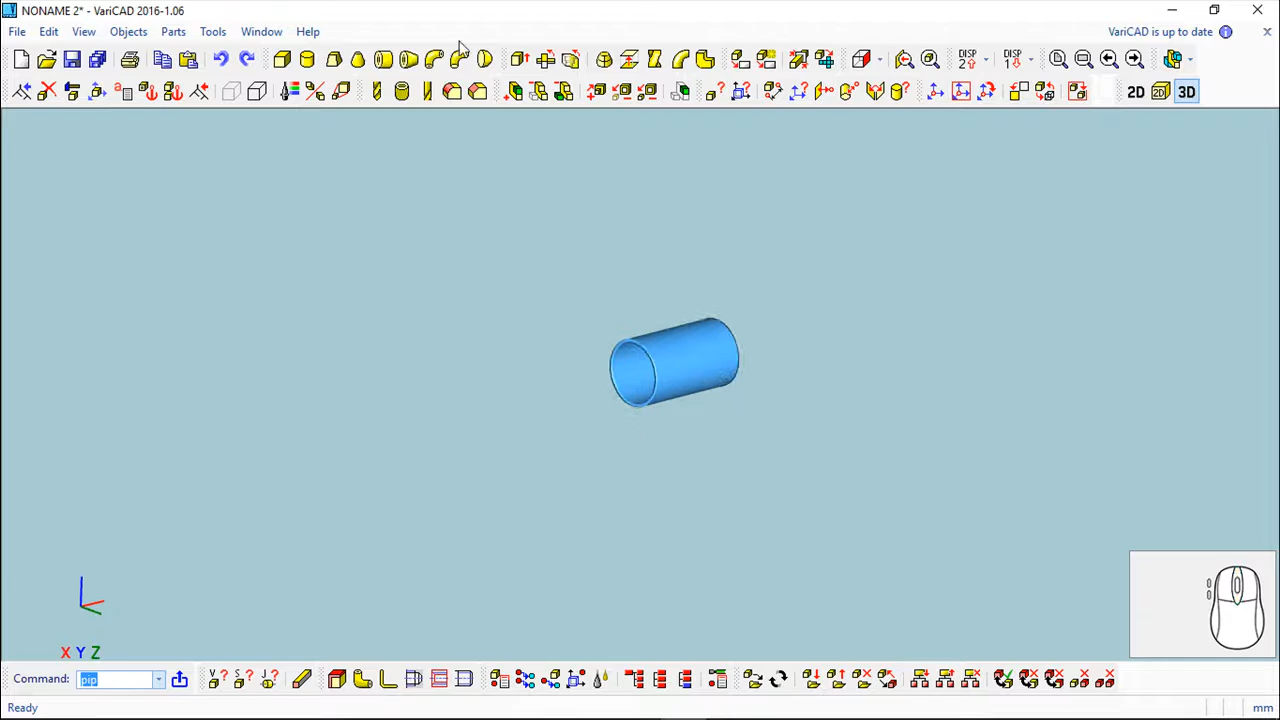 NONAME 2* - VariCAD 2016-1.06
File Edit View Objects Parts Tools Window Help VariCAD is up to date
DISP 2 DISP 1
2D 2D 3D
X Y Z
Command: pip
Ready mm